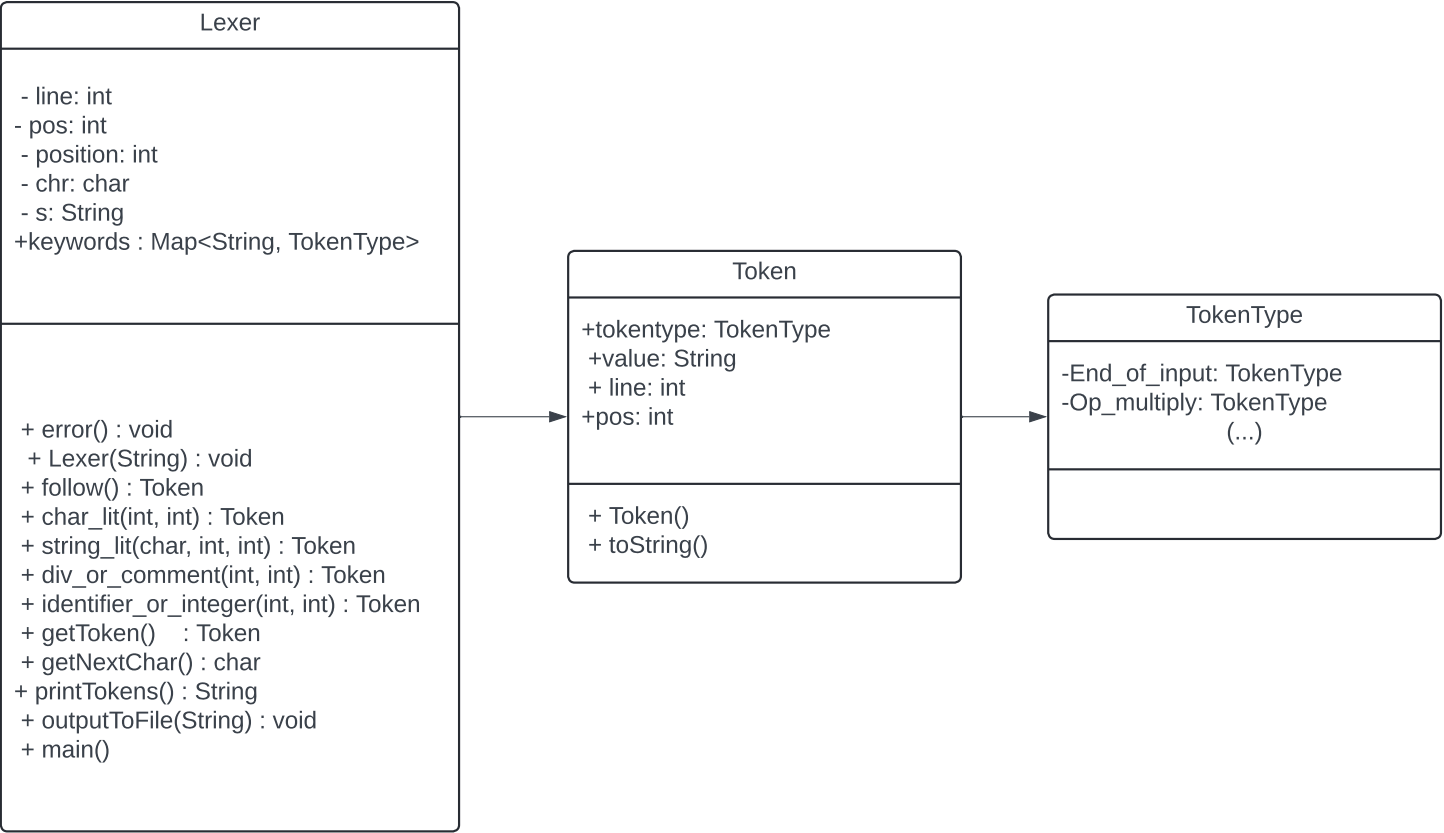 Lexer
- line: int
- pos: int
- position: int
- chr: char
- s: String
+keywords : Map<String, TokenType>
+ error() : void
+ Lexer(String) : void
+ follow() : Token
+ char_lit(int, int) : Token
+ string_lit(char, int, int) : Token
+ div_or_comment(int, int) : Token
+ identifier_or_integer(int, int) : Token
+ getToken()    : Token
+ getNextChar() : char
+ printTokens() : String
+ outputToFile(String) : void
+ main()
Token
+tokentype: TokenType
+value: String
+ line: int
+pos: int
+ Token()
+ toString()
TokenType
-End_of_input: TokenType
-Op_multiply: TokenType
(...)